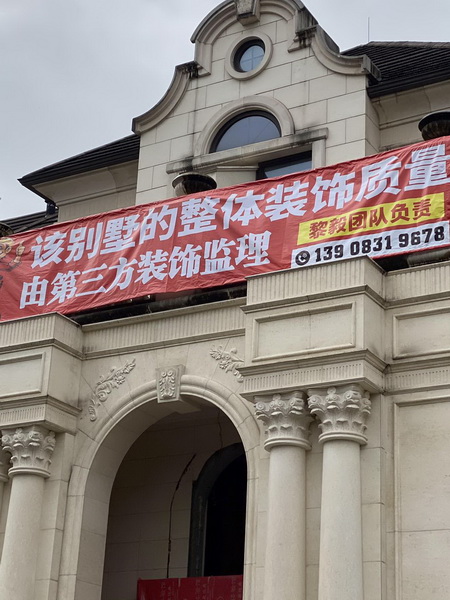 该别墅的整体装饰质量
由第三方装饰监理
黎毅团队负责
139 0831 9678